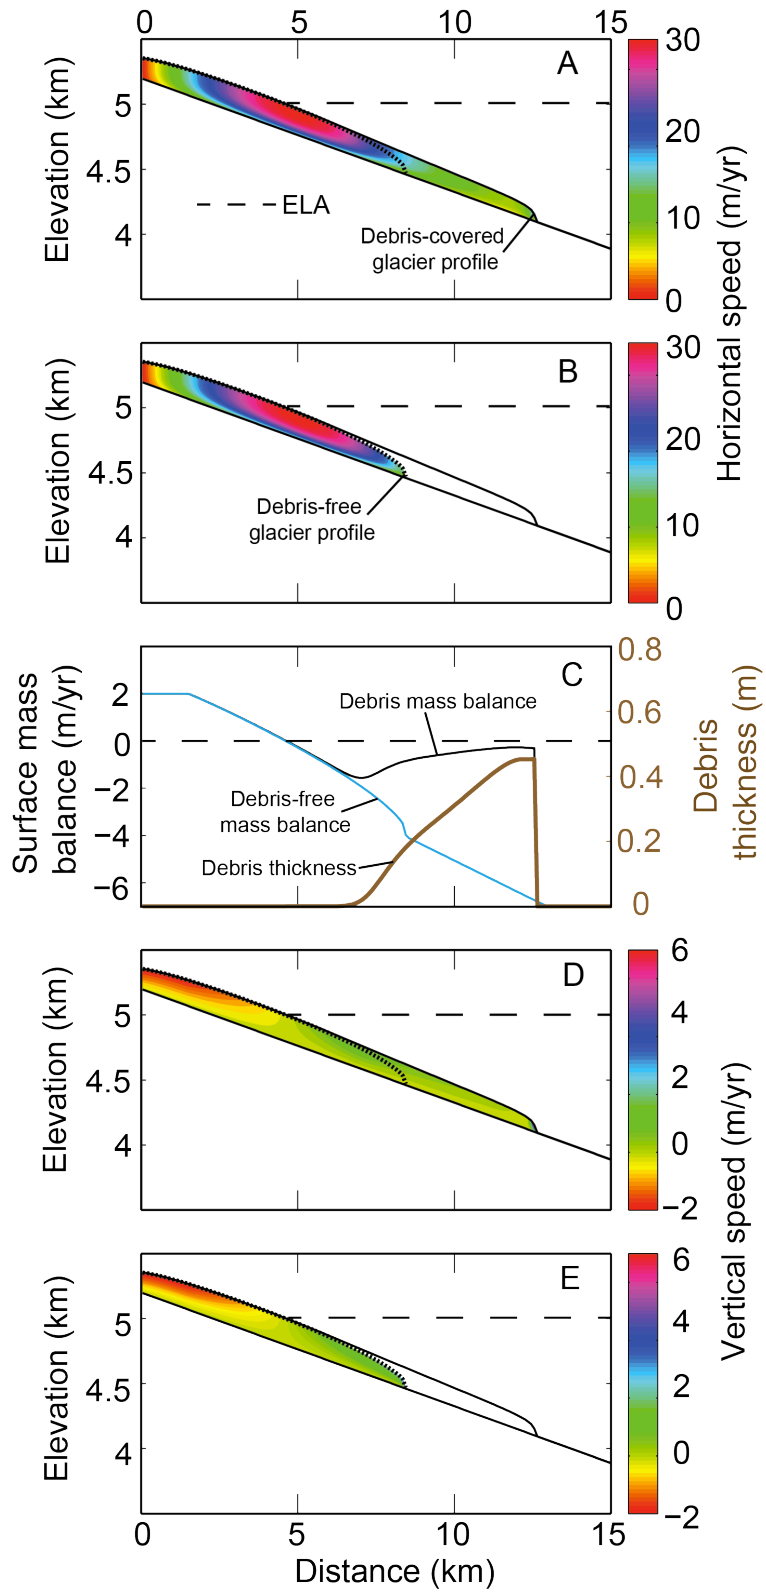 0 5 10 15
A
Elevation (km)
5
4.5
4
ELA
Debris-covered
glacier profile
30
20
10
0
Horizontal speed (m/yr)
B
Elevation (km)
5
4.5
4
Debris-free
glacier profile
30
20
10
0
C
Surface mass
balance (m/yr)
2
0
−2
−4
−6
Debris mass balance
Debris-free
mass balance
Debris thickness
0.8
0.6
0.4
0.2
0
Debris
thickness (m)
D
Elevation (km)
5
4.5
4
6
4
2
0
−2
Vertical speed (m/yr)
E
Elevation (km)
5
4.5
4
6
4
2
0
−2
0 5 10 15
Distance (km)